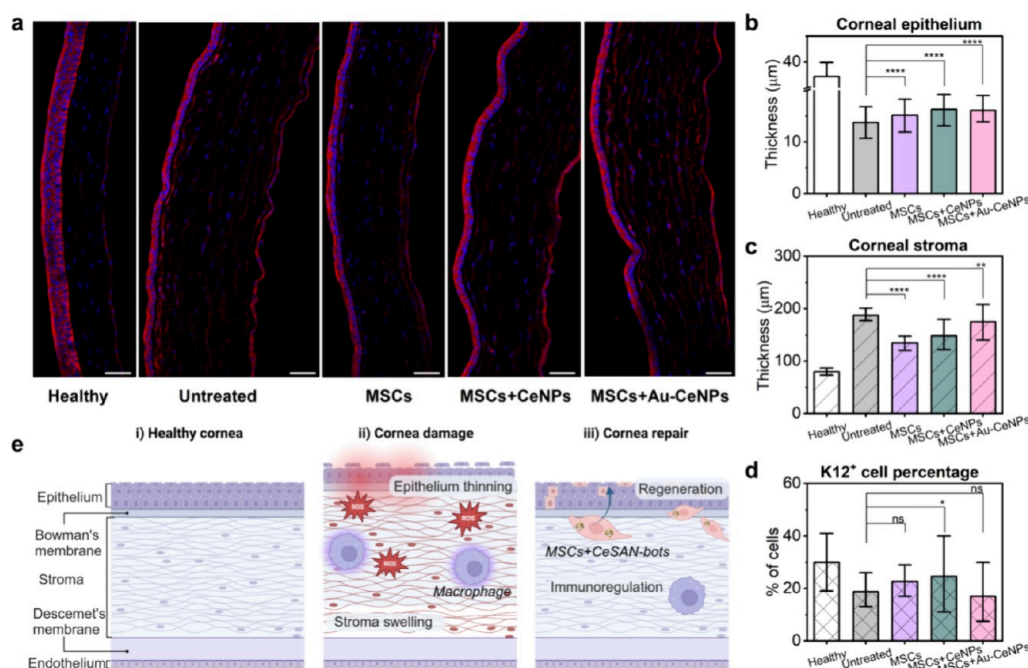 a
Healthy
Untreated
MSCs
MSCs+CeNPs
MSCs+Au-CeNPs
b
Corneal epithelium
Thickness (μm)
40
10
0
****
****
****
Healthy
Untreated
MSCs
MSCs+CeNPs
MSCs+Au-CeNPs
c
Corneal stroma
Thickness (μm)
300
200
100
0
**
****
****
Healthy
Untreated
MSCs
MSCs+CeNPs
MSCs+Au-CeNPs
d
K12⁺ cell percentage
% of cells
60
40
20
0
ns
*
ns
Healthy
Untreated
MSCs
MSCs+CeNPs
MSCs+Au-CeNPs
e
i) Healthy cornea
Epithelium
Bowman's
membrane
Stroma
Descemet's
membrane
Endothelium
ii) Cornea damage
Epithelium thinning
ROS
ROS
ROS
Macrophage
Stroma swelling
iii) Cornea repair
Regeneration
MSCs+CeSAN-bots
Immunoregulation